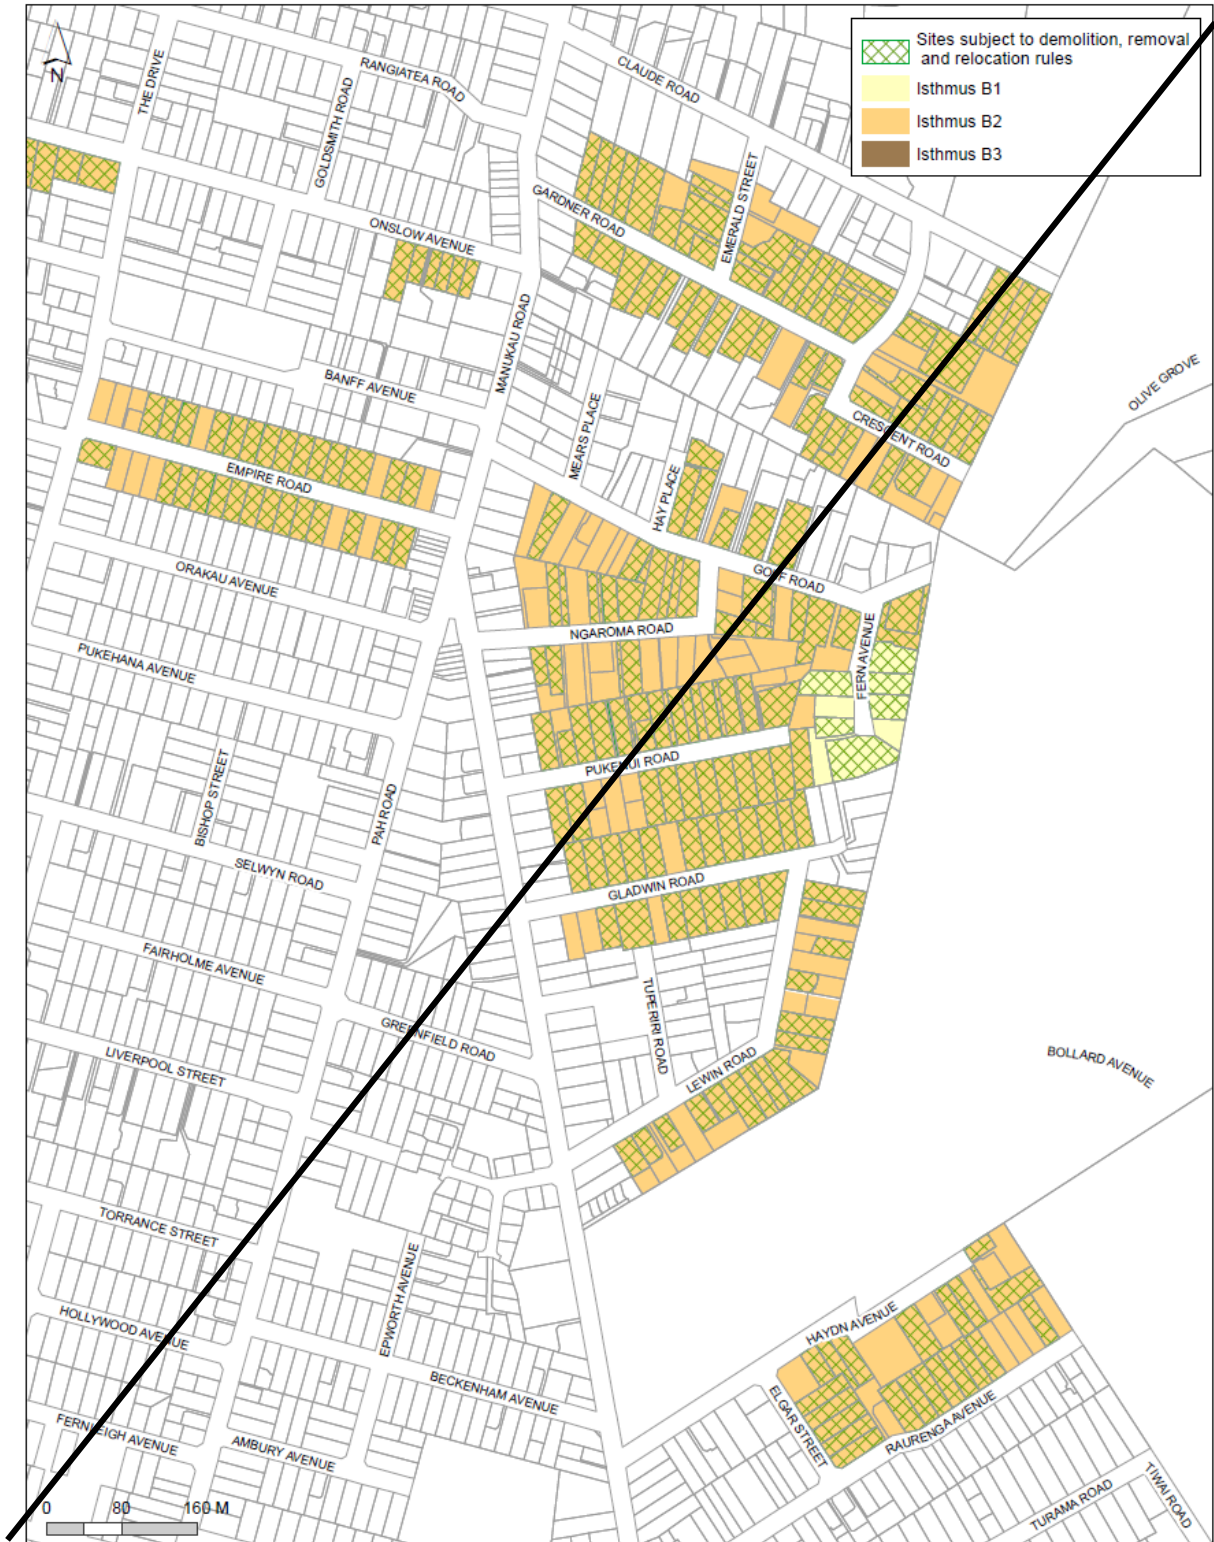 Sites subject to demolition, removal
and relocation rules
Isthmus B1
Isthmus B2
Isthmus B3
N
THE DRIVE
RANGIATEA ROAD
GOLDSMITH ROAD
CLAUDE ROAD
EMERALD STREET
GARDNER ROAD
ONSLOW AVENUE
MANUKAU ROAD
BANFF AVENUE
OLIVE GROVE
MEARS PLACE
CRESCENT ROAD
EMPIRE ROAD
HAY PLACE
GOLF ROAD
ORAKAU AVENUE
NGAROMA ROAD
FERN AVENUE
PUKEHANA AVENUE
PUKENUI ROAD
BISHOP STREET
PAH ROAD
SELWYN ROAD
GLADWIN ROAD
FAIRHOLME AVENUE
TUPERIRI ROAD
GREENFIELD ROAD
LIVERPOOL STREET
LEWIN ROAD
BOLLARD AVENUE
TORRANCE STREET
EPWORTH AVENUE
HOLLYWOOD AVENUE
HAYDN AVENUE
BECKENHAM AVENUE
ELGAR STREET
RAURENGA AVENUE
FERNLEIGH AVENUE
AMBURY AVENUE
TURAMA ROAD
TIWAI ROAD
0 80 160 M